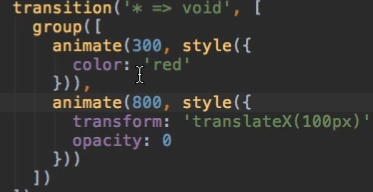 transition('* => void', [
group([
animate(300, style({
color: 'red'
})),
animate(800, style({
transform: 'translateX(100px)'
opacity: 0
}))
])